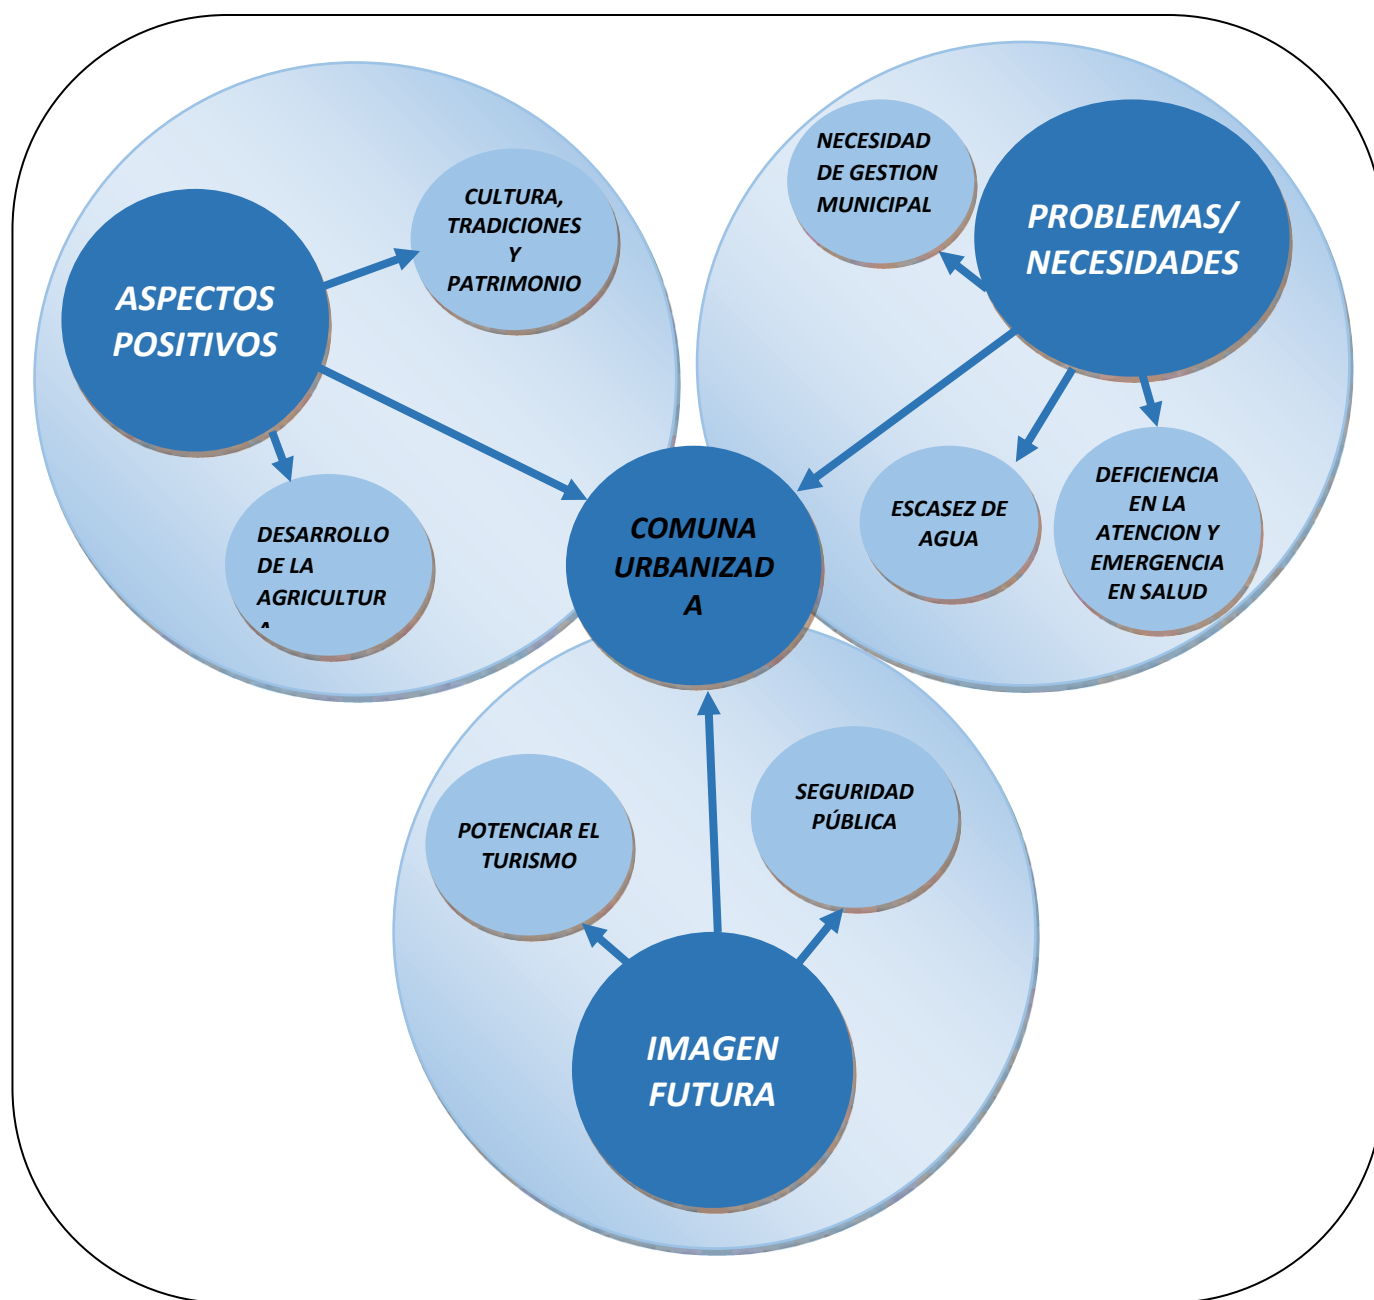 ASPECTOS
POSITIVOS
CULTURA,
TRADICIONES
Y
PATRIMONIO
DESARROLLO
DE LA
AGRICULTUR
A
NECESIDAD
DE GESTION
MUNICIPAL
PROBLEMAS/
NECESIDADES
ESCASEZ DE
AGUA
DEFICIENCIA
EN LA
ATENCION Y
EMERGENCIA
EN SALUD
COMUNA
URBANIZAD
A
POTENCIAR EL
TURISMO
SEGURIDAD
PÚBLICA
IMAGEN
FUTURA